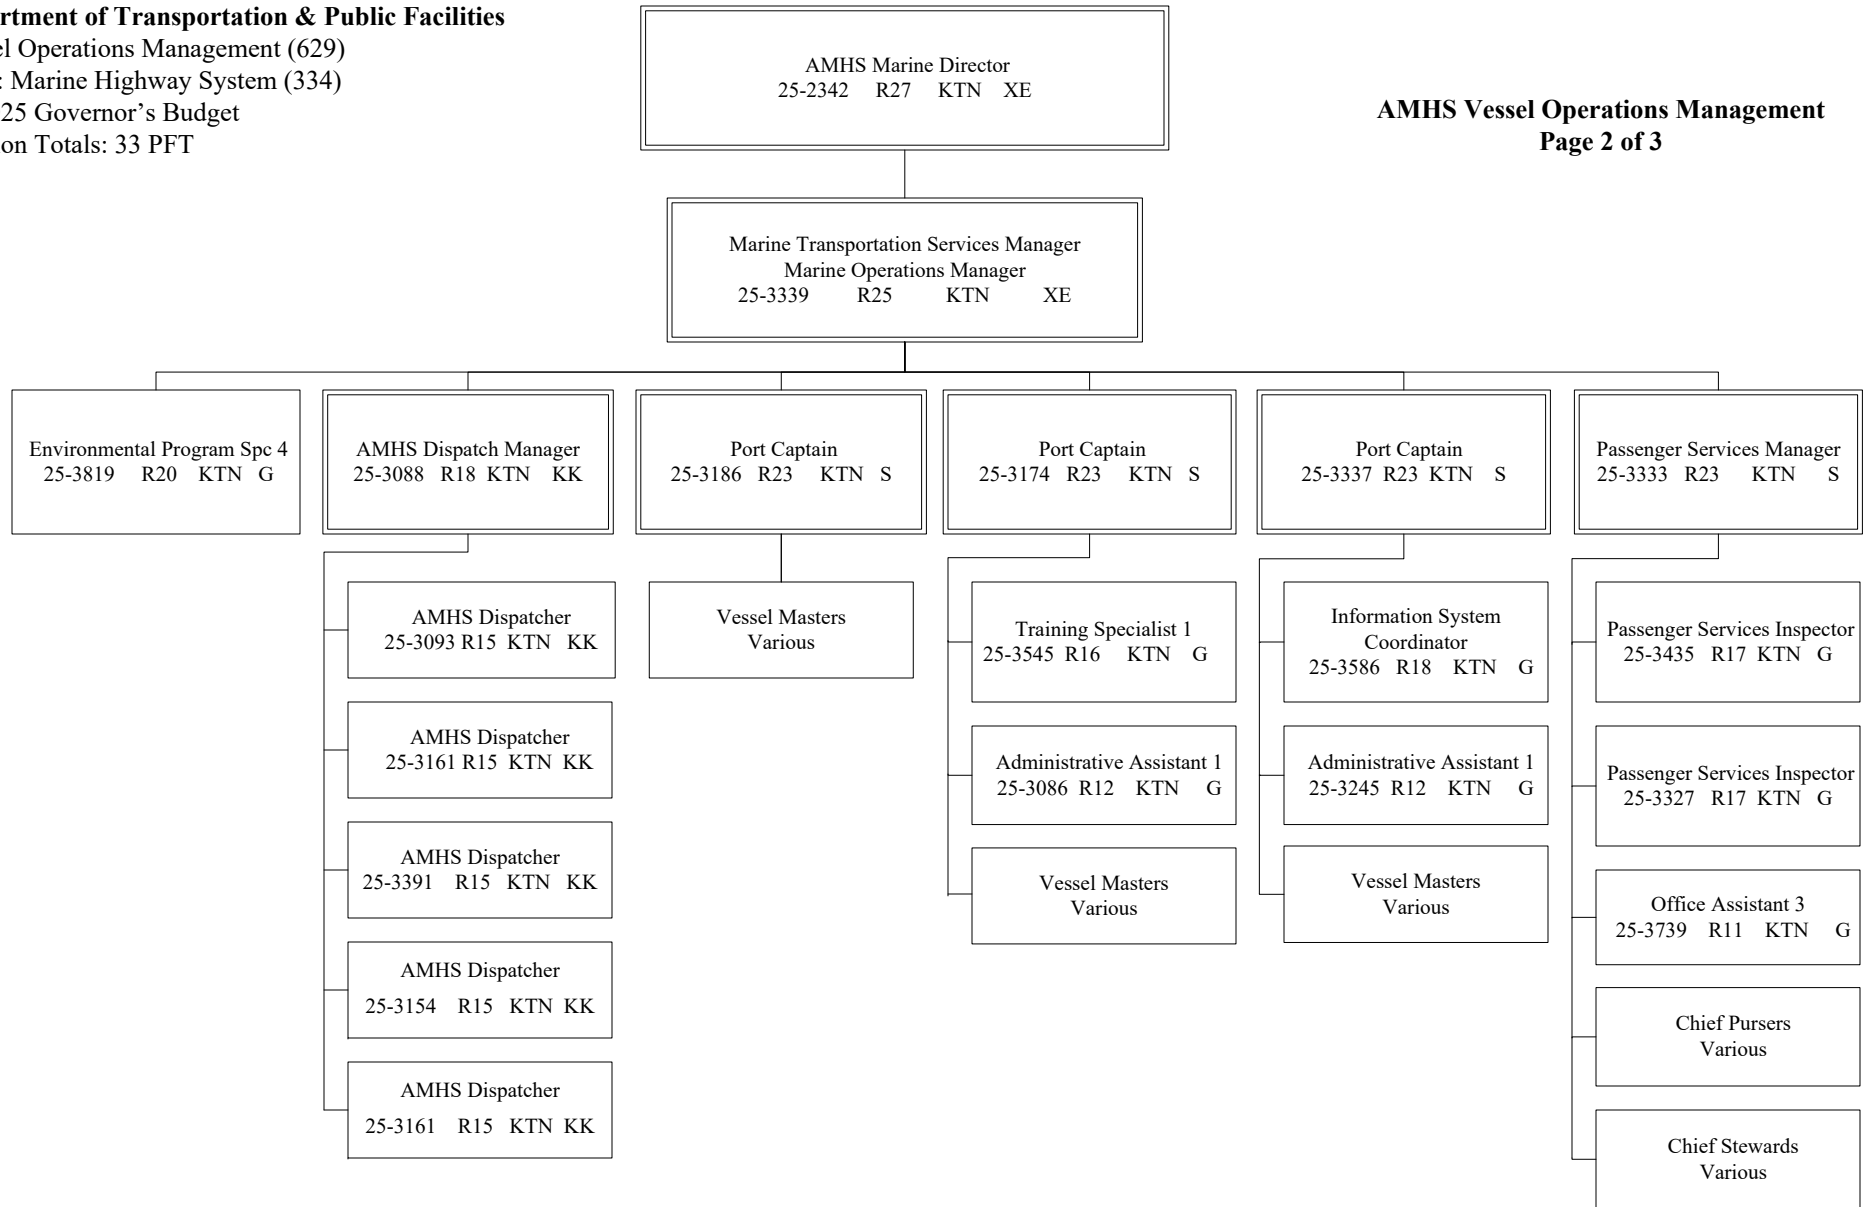 rtment of Transportation & Public Facilities
el Operations Management (629)
: Marine Highway System (334)
25 Governor's Budget
on Totals: 33 PFT
AMHS Vessel Operations Management
Page 2 of 3
AMHS Marine Director
25-2342 R27 KTN XE
Marine Transportation Services Manager
Marine Operations Manager
25-3339 R25 KTN XE
Environmental Program Spc 4
25-3819 R20 KTN G
AMHS Dispatch Manager
25-3088 R18 KTN KK
Port Captain
25-3186 R23 KTN S
Port Captain
25-3174 R23 KTN S
Port Captain
25-3337 R23 KTN S
Passenger Services Manager
25-3333 R23 KTN S
AMHS Dispatcher
25-3093 R15 KTN KK
AMHS Dispatcher
25-3161 R15 KTN KK
AMHS Dispatcher
25-3391 R15 KTN KK
AMHS Dispatcher
25-3154 R15 KTN KK
AMHS Dispatcher
25-3161 R15 KTN KK
Vessel Masters
Various
Training Specialist 1
25-3545 R16 KTN G
Administrative Assistant 1
25-3086 R12 KTN G
Vessel Masters
Various
Information System
Coordinator
25-3586 R18 KTN G
Administrative Assistant 1
25-3245 R12 KTN G
Vessel Masters
Various
Passenger Services Inspector
25-3435 R17 KTN G
Passenger Services Inspector
25-3327 R17 KTN G
Office Assistant 3
25-3739 R11 KTN G
Chief Pursers
Various
Chief Stewards
Various